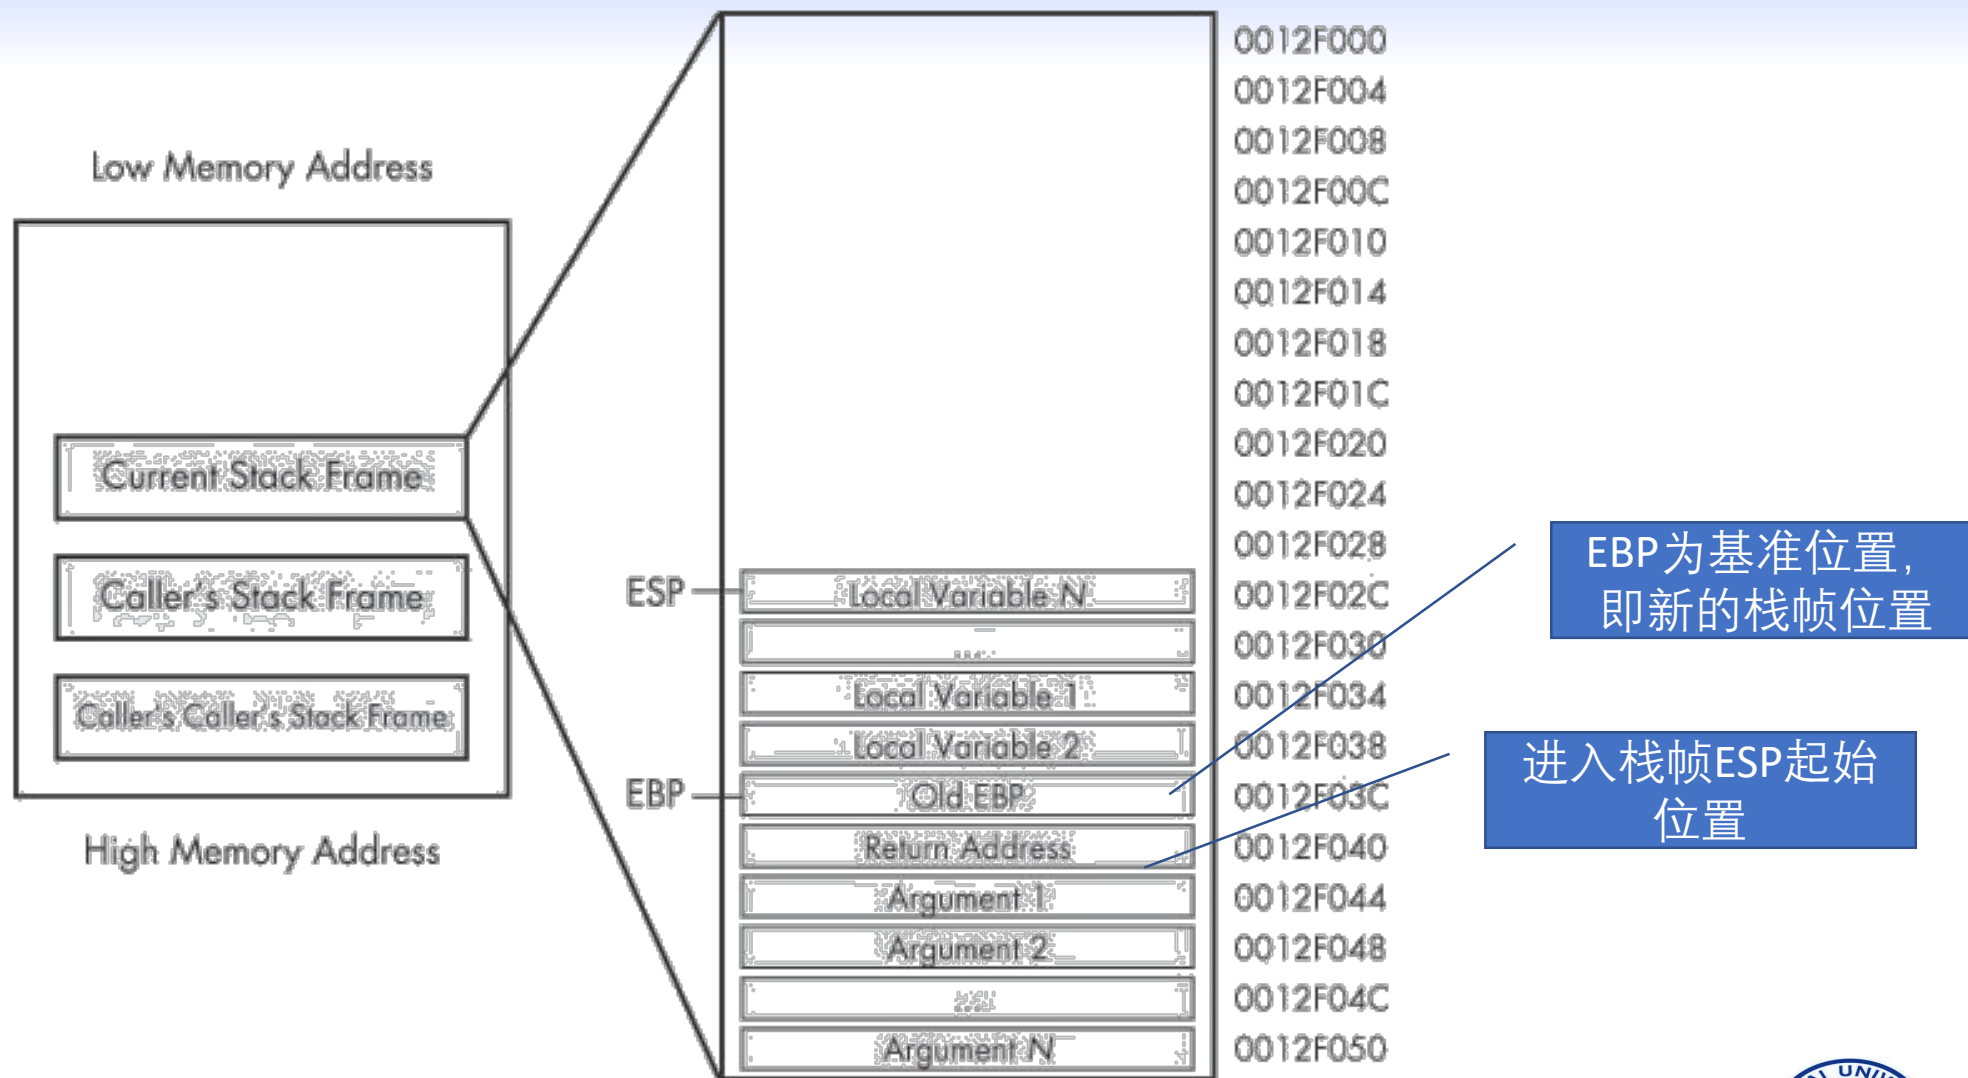 Low Memory Address
Current Stack Frame
Caller's Stack Frame
Caller's Caller's Stack Frame
High Memory Address
ESP
EBP
Local Variable N
...
Local Variable 1
Local Variable 2
Old EBP
Return Address
Argument 1
Argument 2
...
Argument N
0012F000
0012F004
0012F008
0012F00C
0012F010
0012F014
0012F018
0012F01C
0012F020
0012F024
0012F028
0012F02C
0012F030
0012F034
0012F038
0012F03C
0012F040
0012F044
0012F048
0012F04C
0012F050
EBP为基准位置，
即新的栈帧位置
进入栈帧ESP起始
位置